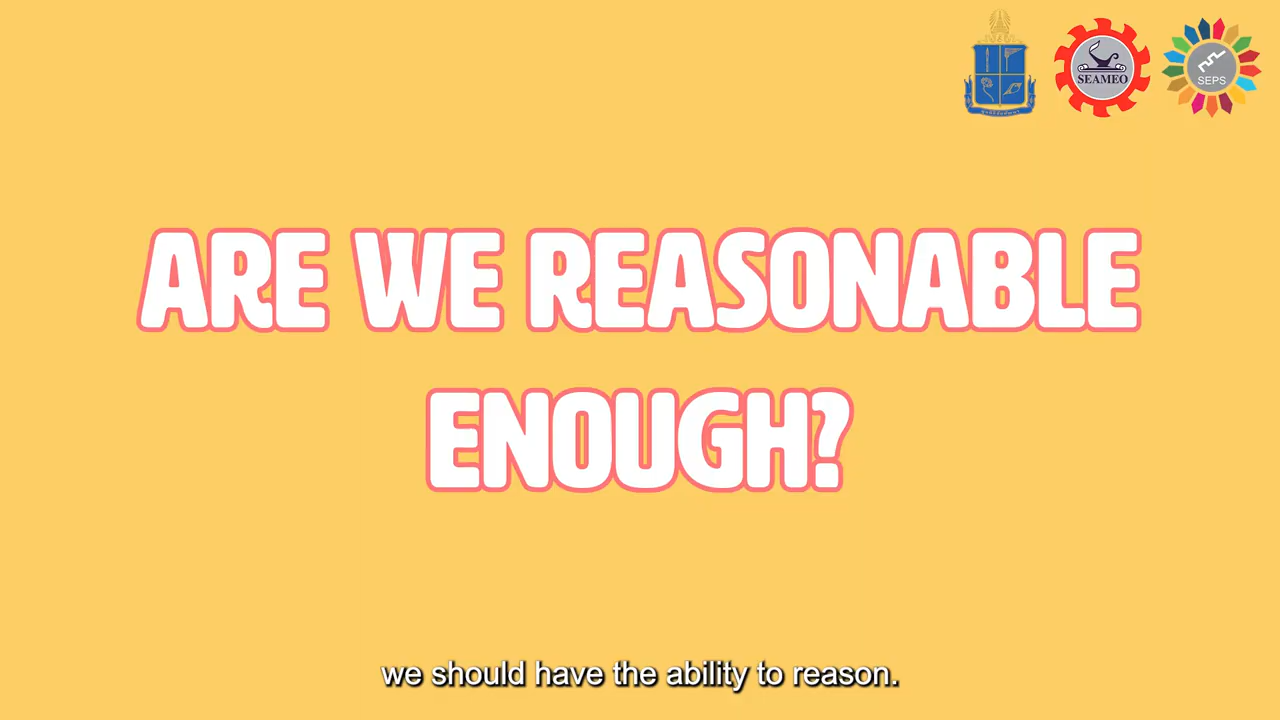 SEAMEO
SEPS
ARE WE REASONABLE
ENOUGH?
we should have the ability to reason.